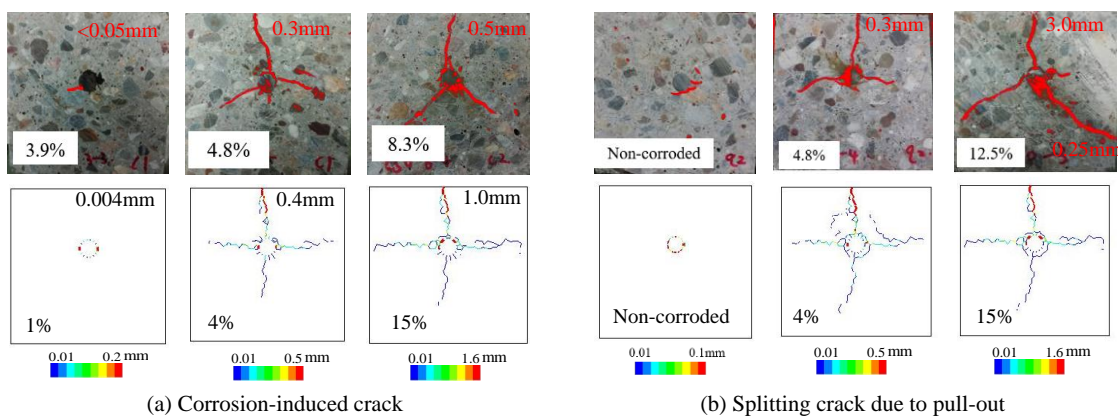 <0.05mm
0.3mm
0.5mm
3.9%
4.8%
8.3%
0.3mm
3.0mm
0.25mm
Non-corroded
4.8%
12.5%
0.004mm
0.4mm
1.0mm
1%
4%
15%
Non-corroded
4%
15%
0.01 0.2 mm
0.01 0.5 mm
0.01 1.6 mm
0.01 0.1mm
0.01 0.5 mm
0.01 1.6 mm
(a) Corrosion-induced crack
(b) Splitting crack due to pull-out